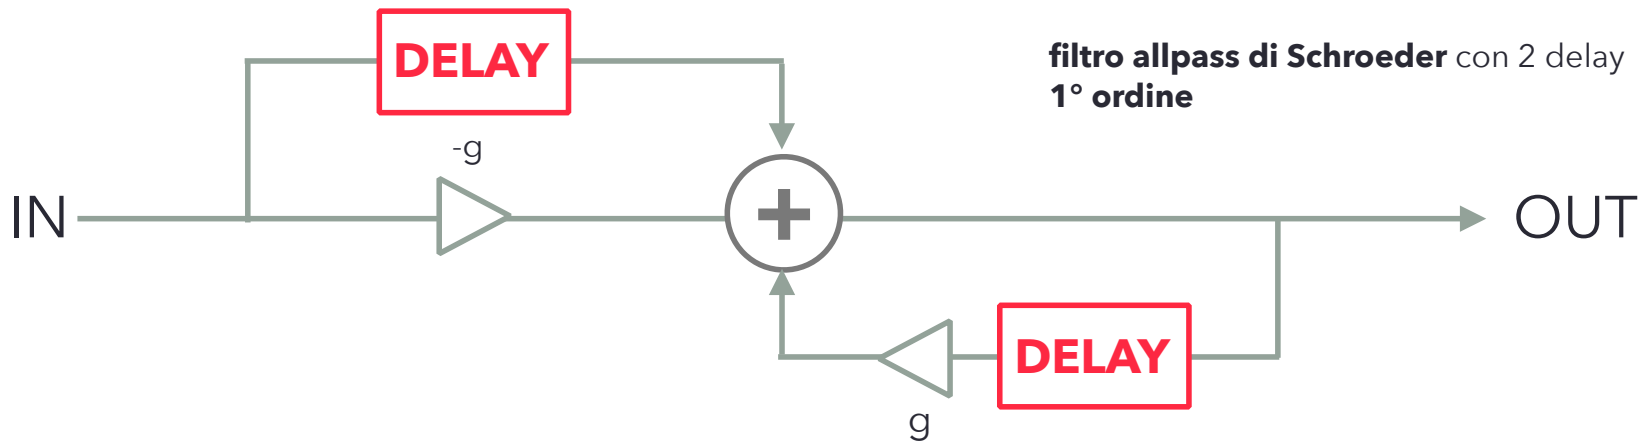 DELAY
filtro allpass di Schroeder con 2 delay
1° ordine
-g
IN
+
OUT
DELAY
g